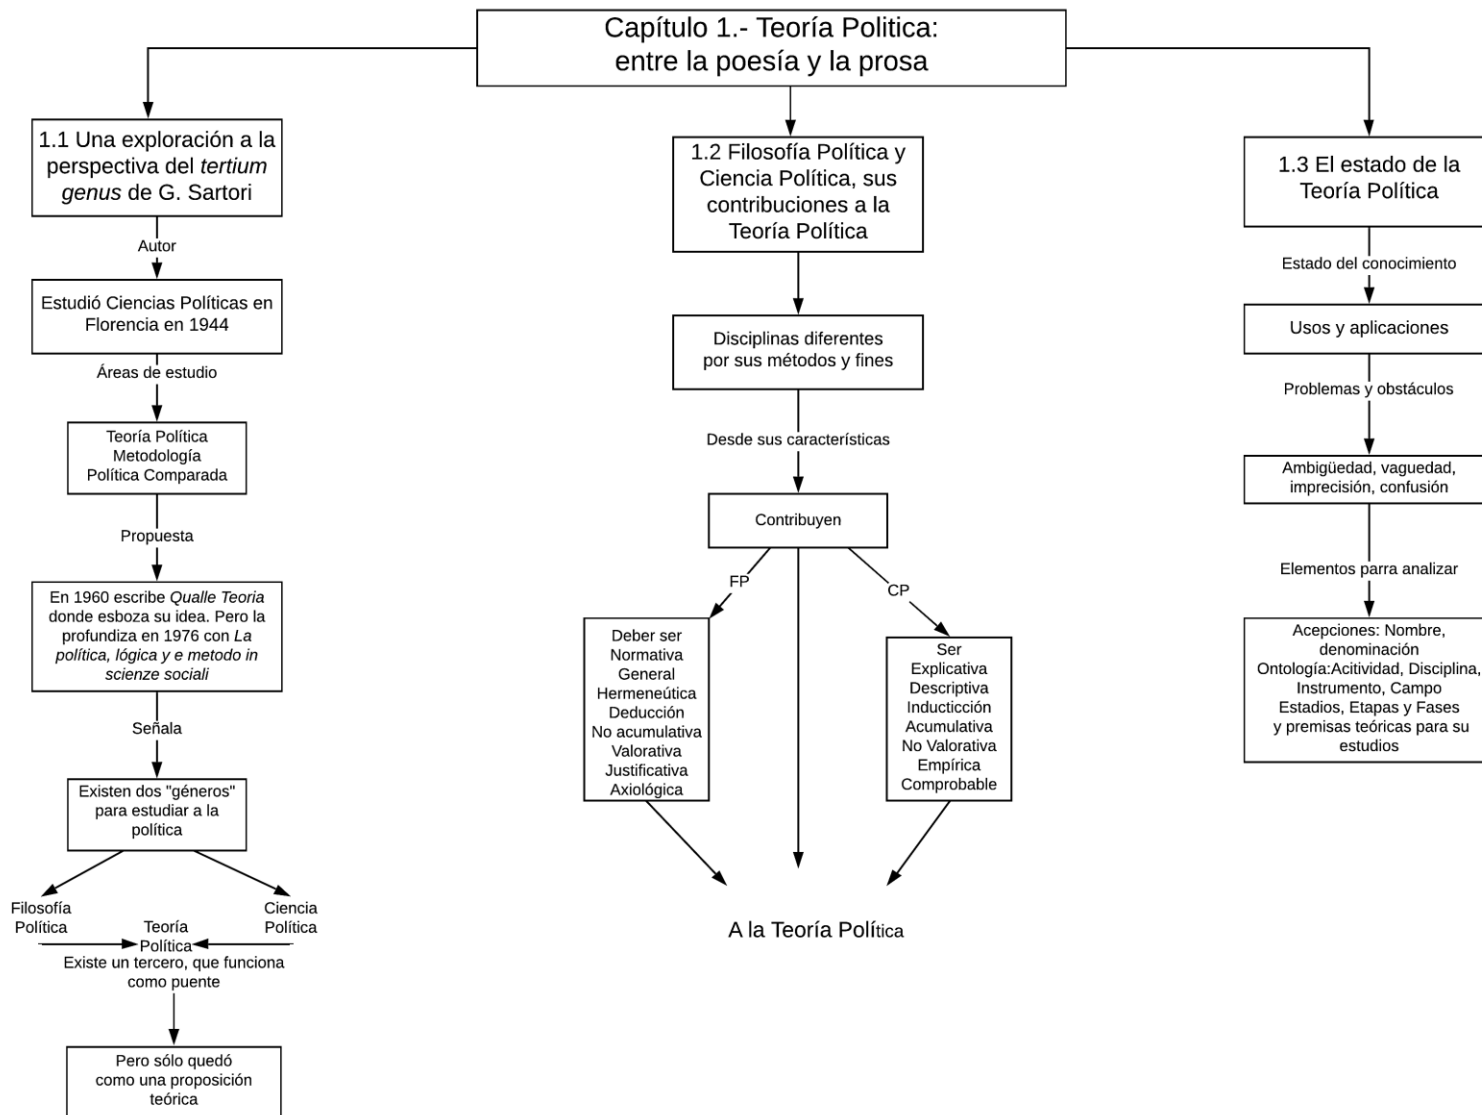 Capítulo 1.- Teoría Politica:
entre la poesía y la prosa
1.1 Una exploración a la
perspectiva del tertium
genus de G. Sartori
Autor
Estudió Ciencias Políticas en
Florencia en 1944
Áreas de estudio
Teoría Política
Metodología
Política Comparada
Propuesta
En 1960 escribe Qualle Teoria
donde esboza su idea. Pero la
profundiza en 1976 con La
política, lógica y e metodo in
scienze sociali
Señala
Existen dos "géneros"
para estudiar a la
política
Filosofía
Política
Ciencia
Política
Teoría
Política
Existe un tercero, que funciona
como puente
Pero sólo quedó
como una proposición
teórica
1.2 Filosofía Política y
Ciencia Política, sus
contribuciones a la
Teoría Política
Disciplinas diferentes
por sus métodos y fines
Desde sus características
Contribuyen
FP
CP
Deber ser
Normativa
General
Hermeneútica
Deducción
No acumulativa
Valorativa
Justificativa
Axiológica
Ser
Explicativa
Descriptiva
Inducticción
Acumulativa
No Valorativa
Empírica
Comprobable
A la Teoría Política
1.3 El estado de la
Teoría Política
Estado del conocimiento
Usos y aplicaciones
Problemas y obstáculos
Ambigüedad, vaguedad,
imprecisión, confusión
Elementos parra analizar
Acepciones: Nombre,
denominación
Ontología:Acitividad, Disciplina,
Instrumento, Campo
Estadios, Etapas y Fases
y premisas teóricas para su
estudios